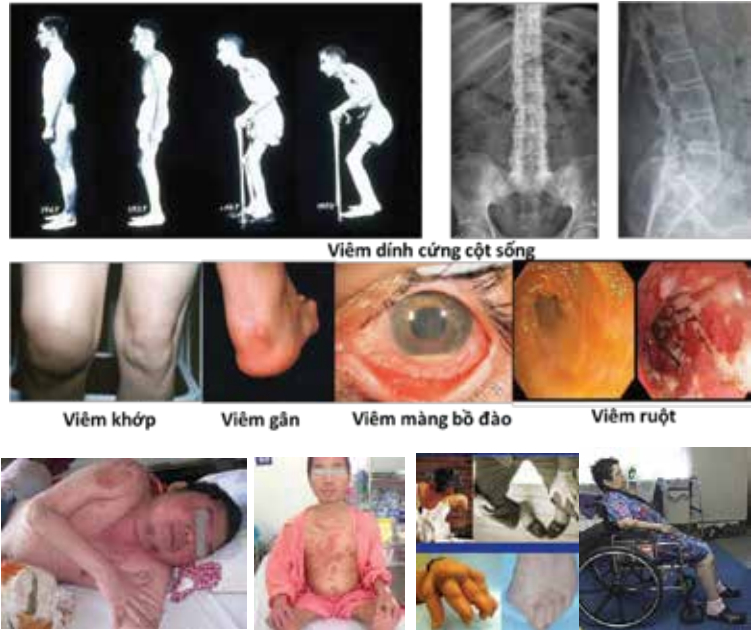 Viêm dính cứng cột sống
Viêm khớp
Viêm gân
Viêm màng bồ đào
Viêm ruột